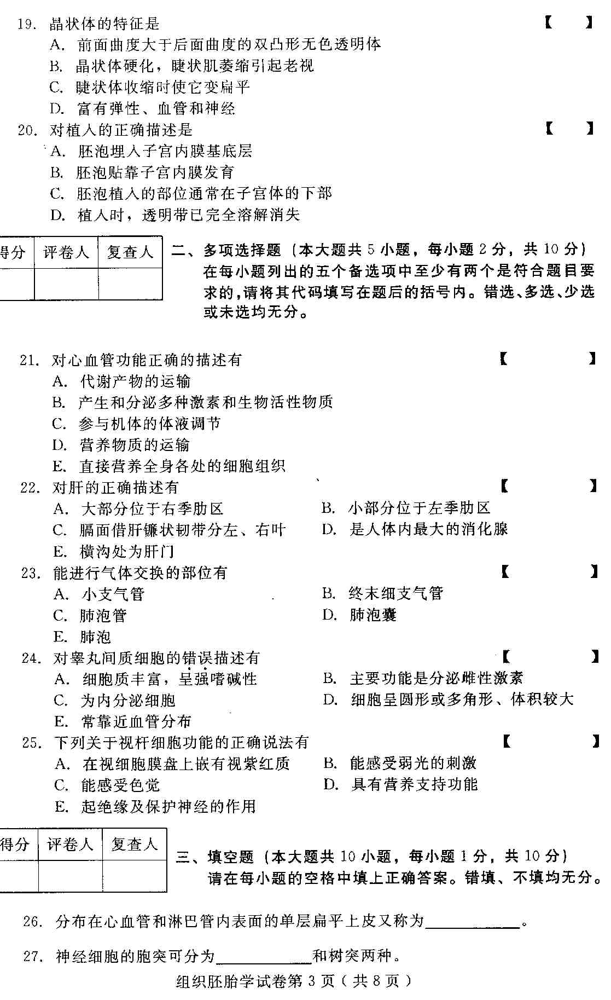 19. 晶状体的特征是 【 】
A. 前面曲度大于后面曲度的双凸形无色透明体
B. 晶状体硬化，睫状肌萎缩引起老视
C. 睫状体收缩时使它变扁平
D. 富有弹性、血管和神经
20. 对植入的正确描述是 【 】
A. 胚泡埋入子宫内膜基底层
B. 胚泡贴靠子宫内膜发育
C. 胚泡植入的部位通常在子宫体的下部
D. 植入时，透明带已完全溶解消失
得分 评卷人 复查人
二、多项选择题（本大题共 5 小题，每小题 2 分，共 10 分）
在每小题列出的五个备选项中至少有两个是符合题目要
求的,请将其代码填写在题后的括号内。错选、多选、少选
或未选均无分。
21. 对心血管功能正确的描述有 【 】
A. 代谢产物的运输
B. 产生和分泌多种激素和生物活性物质
C. 参与机体的体液调节
D. 营养物质的运输
E. 直接营养全身各处的细胞组织
22. 对肝的正确描述有 【 】
A. 大部分位于右季肋区 B. 小部分位于左季肋区
C. 膈面借肝镰状韧带分左、右叶 D. 是人体内最大的消化腺
E. 横沟处为肝门
23. 能进行气体交换的部位有 【 】
A. 小支气管 B. 终末细支气管
C. 肺泡管 D. 肺泡囊
E. 肺泡
24. 对睾丸间质细胞的错误描述有 【 】
A. 细胞质丰富，呈强嗜碱性 B. 主要功能是分泌雌性激素
C. 为内分泌细胞 D. 细胞呈圆形或多角形、体积较大
E. 常靠近血管分布
25. 下列关于视杆细胞功能的正确说法有 【 】
A. 在视细胞膜盘上嵌有视紫红质 B. 能感受弱光的刺激
C. 能感受色觉 D. 具有营养支持功能
E. 起绝缘及保护神经的作用
得分 评卷人 复查人
三、填空题（本大题共 10 小题，每小题 1 分，共 10 分）
请在每小题的空格中填上正确答案。错填、不填均无分。
26. 分布在心血管和淋巴管内表面的单层扁平上皮又称为____________。
27. 神经细胞的胞突可分为____________和树突两种。
组织胚胎学试卷第 3 页（共 8 页）